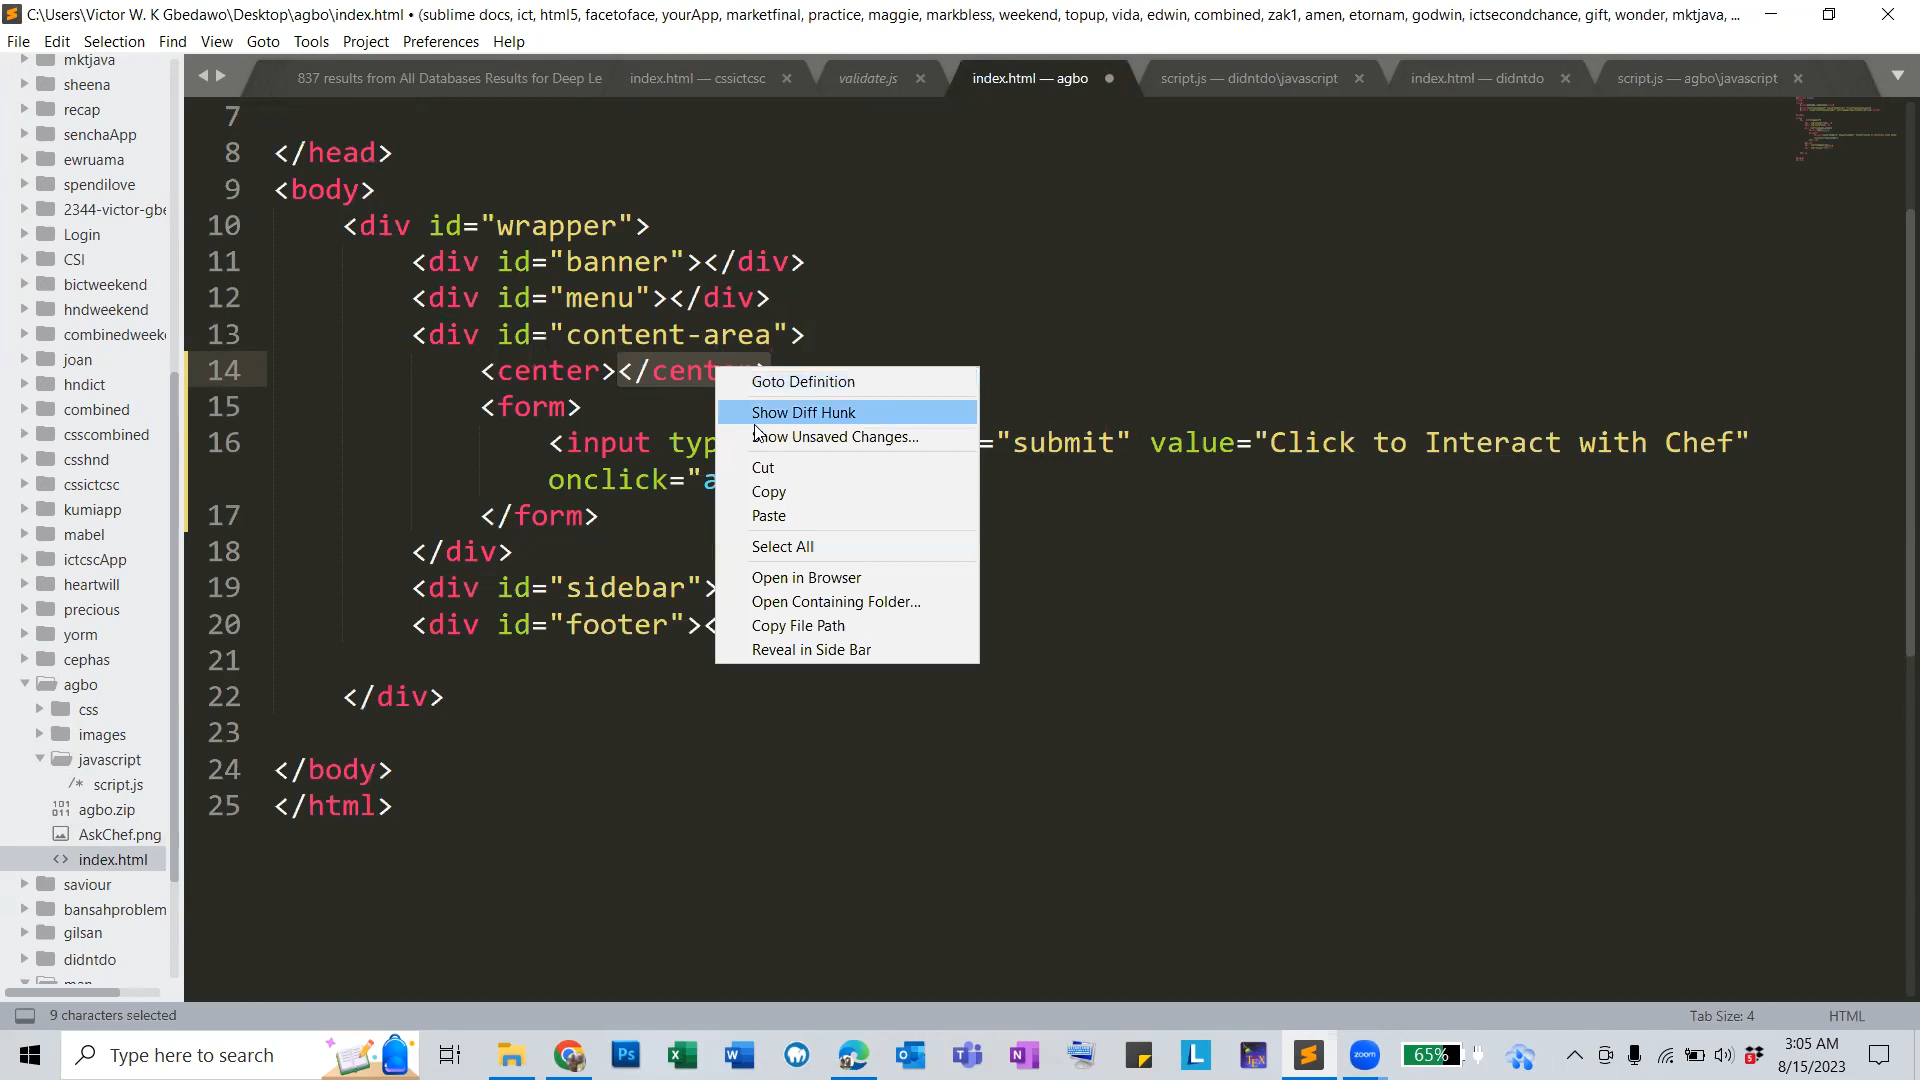 C:\Users\Victor W. K Gbedawo\Desktop\agbo\index.html • (sublime docs, ict, html5, facetoface, yourApp, marketfinal, practice, maggie, markbless, weekend, topup, vida, edwin, combined, zak1, amen, etornam, godwin, ictsecondchance, gift, wonder, mktjava, ...
File Edit Selection Find View Goto Tools Project Preferences Help
837 results from All Databases Results for Deep Le
index.html — cssictcsc
validate.js
index.html — agbo
script.js — didntdo\javascript
index.html — didntdo
script.js — agbo\javascript
mktjava
sheena
recap
senchaApp
ewruama
spendilove
2344-victor-gbe
Login
CSI
bictweekend
hndweekend
combinedweek
joan
hndict
combined
csscombined
csshnd
cssictcsc
kumiapp
mabel
ictcscApp
heartwill
precious
yorm
cephas
agbo
css
images
javascript
/* script.js
agbo.zip
AskChef.png
<> index.html
saviour
bansahproblem
gilsan
didntdo
7
8 </head>
9 <body>
10 <div id="wrapper">
11 <div id="banner"></div>
12 <div id="menu"></div>
13 <div id="content-area">
14 <center></cent
15 <form>
16 <input typ ="submit" value="Click to Interact with Chef"
onclick="a
17 </form>
18 </div>
19 <div id="sidebar">
20 <div id="footer"><
21
22 </div>
23
24 </body>
25 </html>
Goto Definition
Show Diff Hunk
Show Unsaved Changes...
Cut
Copy
Paste
Select All
Open in Browser
Open Containing Folder...
Copy File Path
Reveal in Side Bar
9 characters selected
Tab Size: 4
HTML
Type here to search
zoom
65%
3:05 AM
8/15/2023